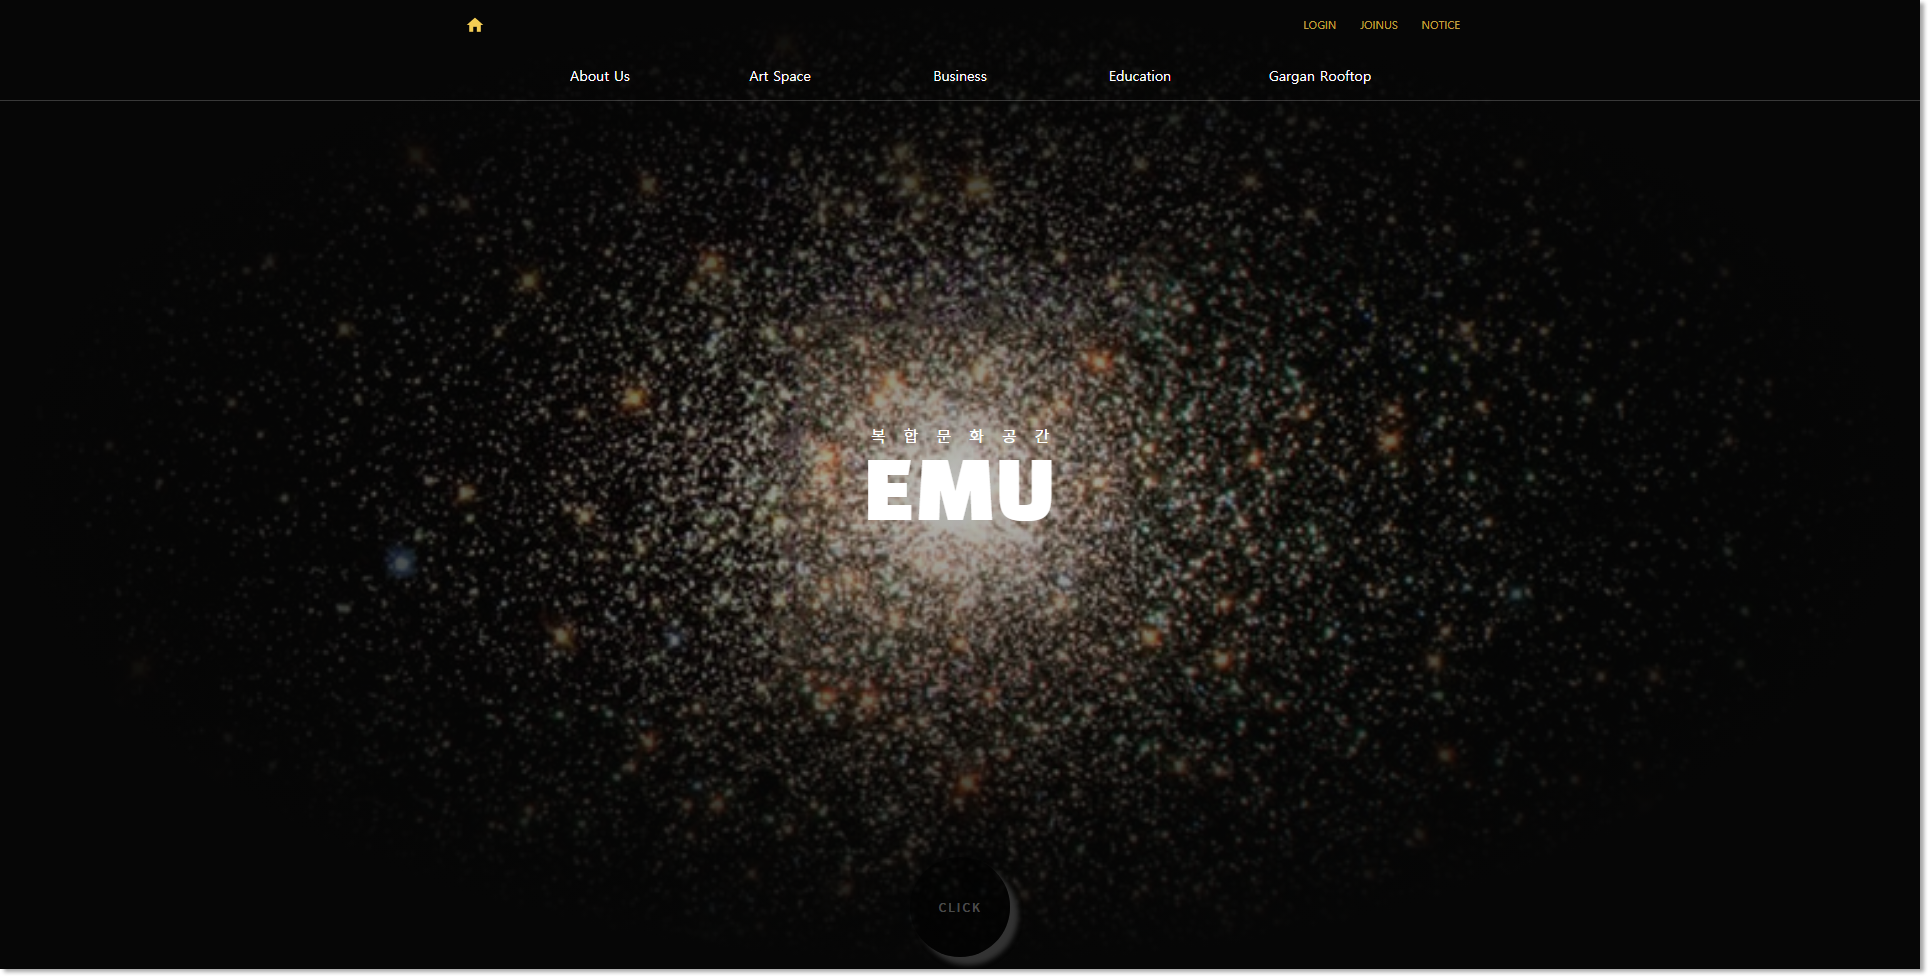 LOGIN JOINUS NOTICE
About Us Art Space Business Education Gargan Rooftop
복 합 문 화 공 간
EMU
CLICK